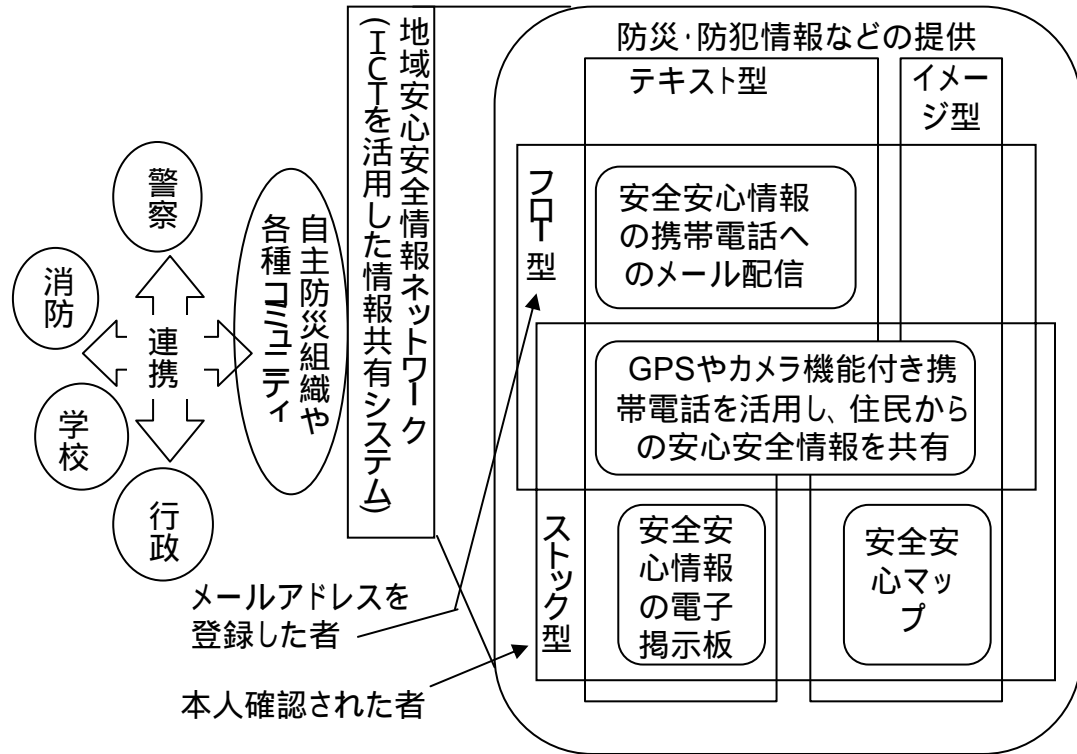 防災・防犯情報などの提供
テキスト型
イメー
ジ型
地域安心安全情報ネットワーク
(ICTを活用した情報共有システム)
警察
消防
連携
学校
行政
自主防災組織や
各種コミュニティ
フロー型
安全安心情報
の携帯電話へ
のメール配信
GPSやカメラ機能付き携
帯電話を活用し、住民から
の安心安全情報を共有
ストック型
安全安
心情報
の電子
掲示板
安全安
心マッ
プ
メールアドレスを
登録した者
本人確認された者